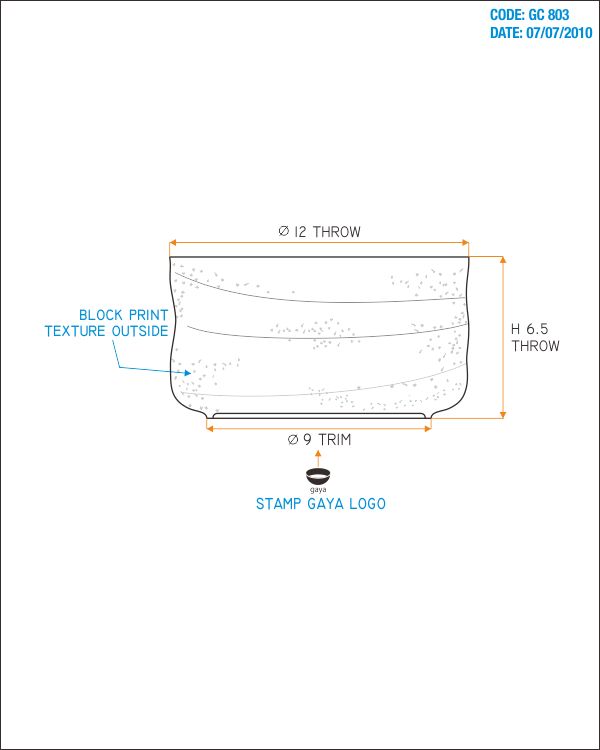 CODE: GC 803
DATE: 07/07/2010
Ø 12 THROW
BLOCK PRINT
TEXTURE OUTSIDE
H 6.5
THROW
Ø 9 TRIM
gaya
STAMP GAYA LOGO